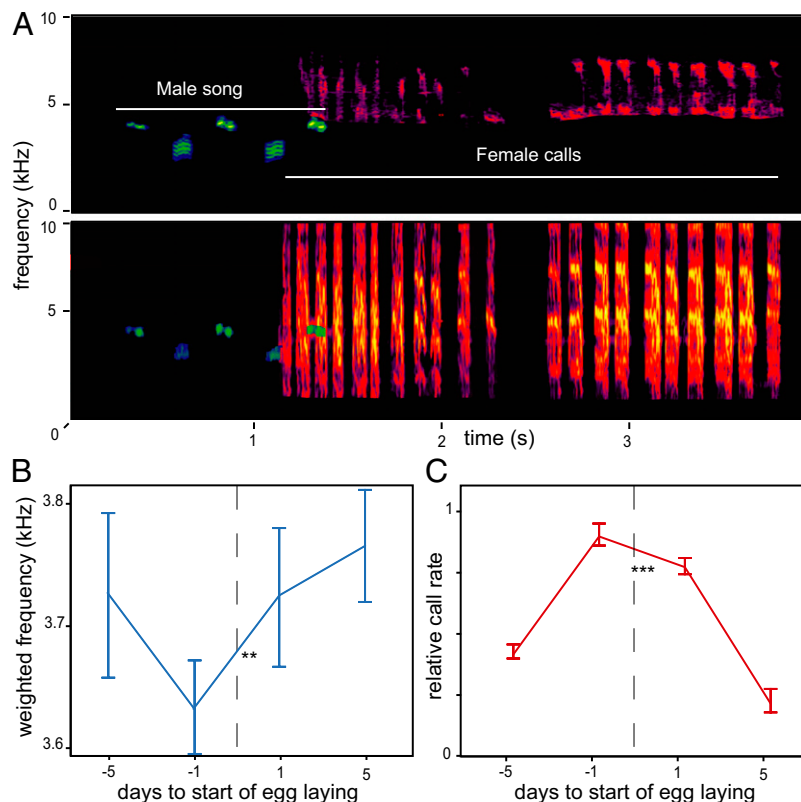 A
10
5
0
Male song
Female calls
frequency (kHz)
10
5
0
1
2
3
time (s)
B
weighted frequency (kHz)
3.8
3.7
3.6
**
-5 -1 1 5
days to start of egg laying
C
relative call rate
1
0
***
-5 -1 1 5
days to start of egg laying